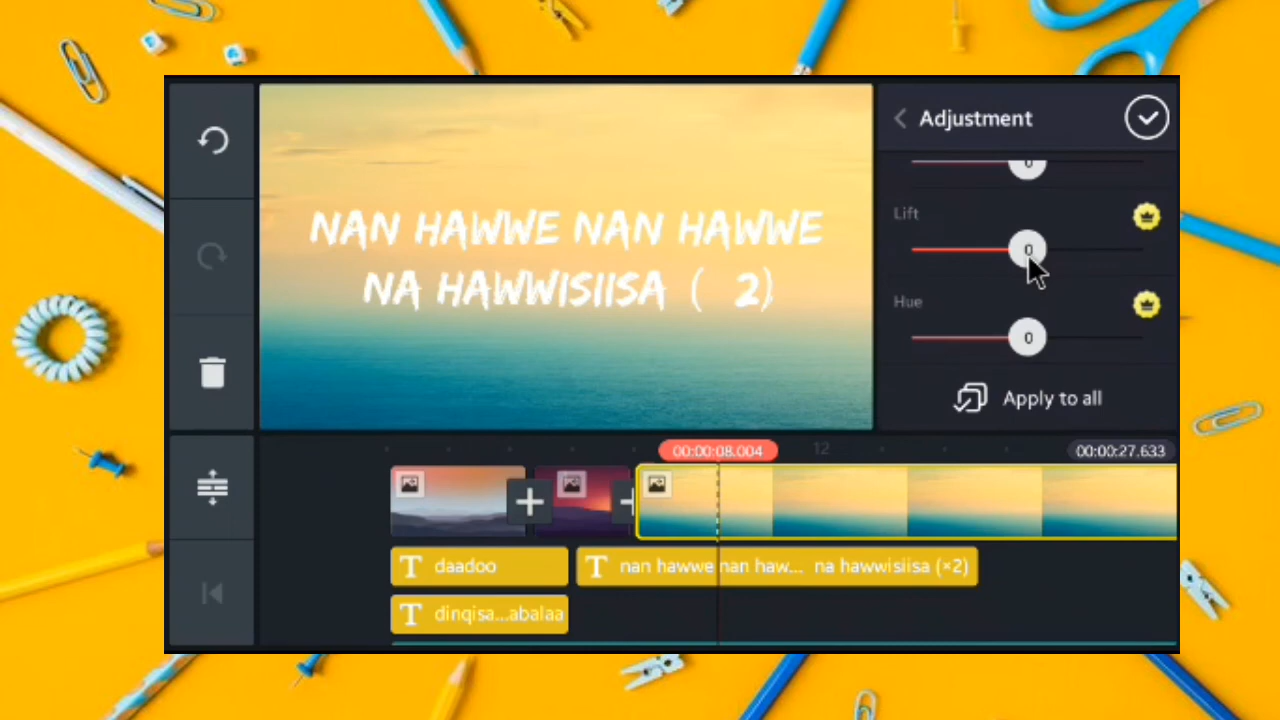 Adjustment
0
NAN HAWWE NAN HAWWE
NA HAWWISIISA ( 2)
Lift
0
Hue
0
Apply to all
00:00:08.004
12
00:00:27.633
T daadoo
T nan hawwe nan haw... na hawwisiisa (×2)
T dinqisa...abalaa